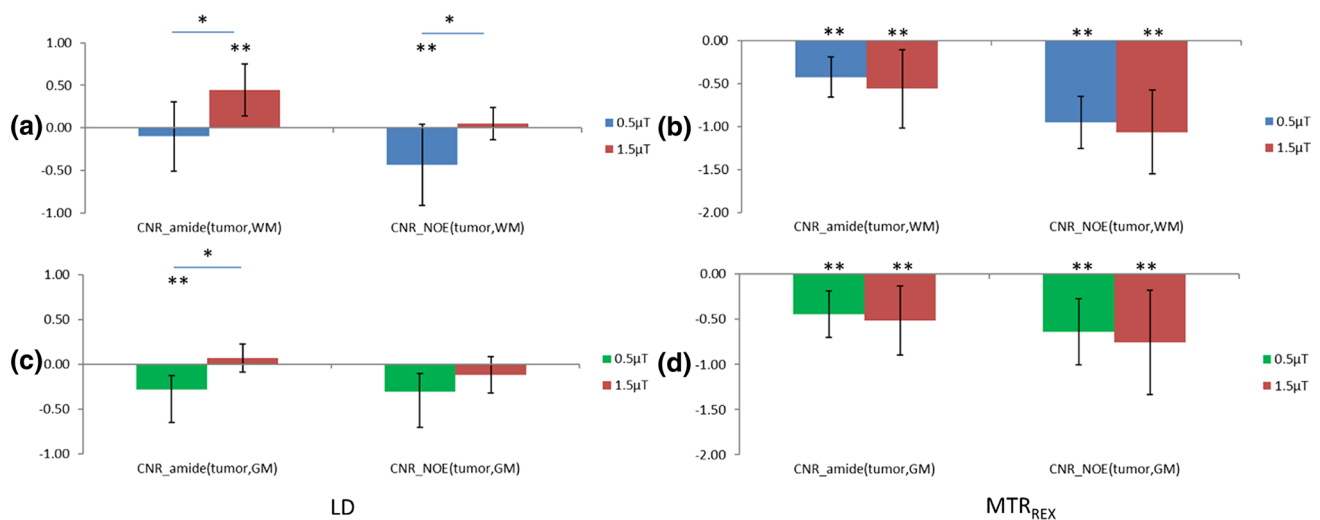 (a)
1.00
0.50
0.00
-0.50
-1.00
*
**
*
**
CNR_amide(tumor,WM)
CNR_NOE(tumor,WM)
0.5μT
1.5μT
(b)
0.00
-0.50
-1.00
-1.50
-2.00
** ** ** **
CNR_amide(tumor,WM)
CNR_NOE(tumor,WM)
0.5μT
1.5μT
(c)
1.00
0.50
0.00
-0.50
-1.00
*
**
CNR_amide(tumor,GM)
CNR_NOE(tumor,GM)
0.5μT
1.5μT
(d)
0.00
-0.50
-1.00
-1.50
-2.00
** ** ** **
CNR_amide(tumor,GM)
CNR_NOE(tumor,GM)
0.5μT
1.5μT
LD
MTRREX